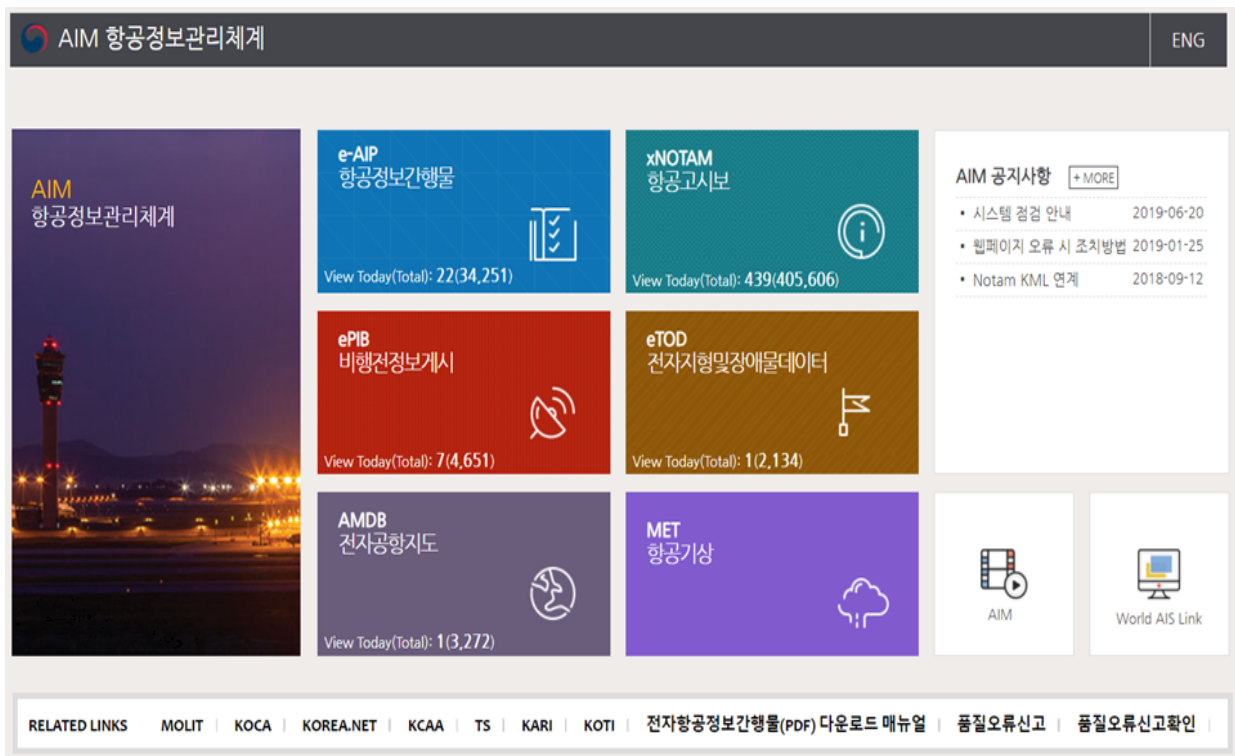 AIM 항공정보관리체계
ENG
AIM
항공정보관리체계
e-AIP
항공정보간행물
View Today(Total): 22(34,251)
xNOTAM
항공고시보
View Today(Total): 439(405,606)
ePIB
비행전정보게시
View Today(Total): 7(4,651)
eTOD
전자지형및장애물데이터
View Today(Total): 1(2,134)
AMDB
전자공항지도
View Today(Total): 1(3,272)
MET
항공기상
AIM 공지사항 + MORE
▪ 시스템 점검 안내 2019-06-20
▪ 웹페이지 오류 시 조치방법 2019-01-25
▪ Notam KML 연계 2018-09-12
AIM
World AIS Link
RELATED LINKS MOLIT | KOCA | KOREA.NET | KCAA | TS | KARI | KOTI | 전자항공정보간행물(PDF) 다운로드 매뉴얼 | 품질오류신고 | 품질오류신고확인 |